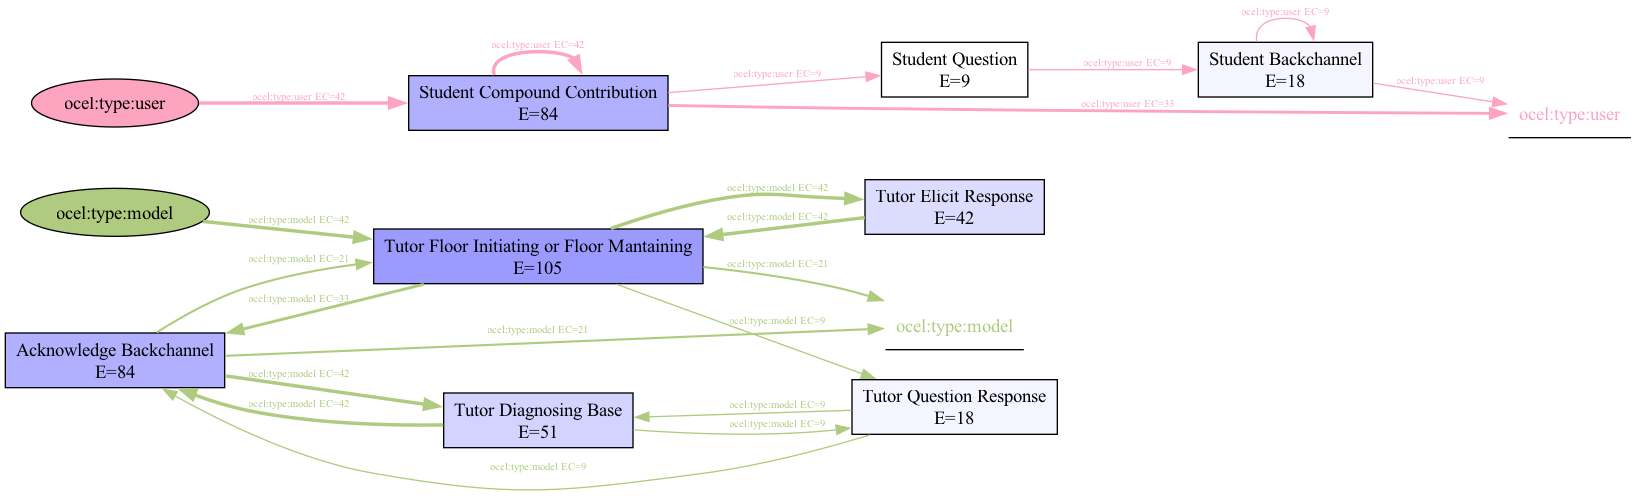 ocel:type:user EC=9
ocel:type:user EC=42
Student Question
E=9
Student Backchannel
E=18
ocel:type:user EC=9
ocel:type:user EC=9
ocel:type:user EC=9
ocel:type:user
ocel:type:user EC=42
Student Compound Contribution
E=84
ocel:type:user EC=33
ocel:type:user
ocel:type:model EC=42
Tutor Elicit Response
E=42
ocel:type:model
ocel:type:model EC=42
ocel:type:model EC=42
Tutor Floor Initiating or Floor Mantaining
E=105
ocel:type:model EC=21
ocel:type:model EC=21
ocel:type:model EC=33
ocel:type:model EC=9
ocel:type:model EC=21
ocel:type:model
Acknowledge Backchannel
E=84
ocel:type:model EC=42
ocel:type:model EC=42
Tutor Diagnosing Base
E=51
ocel:type:model EC=9
ocel:type:model EC=9
Tutor Question Response
E=18
ocel:type:model EC=9